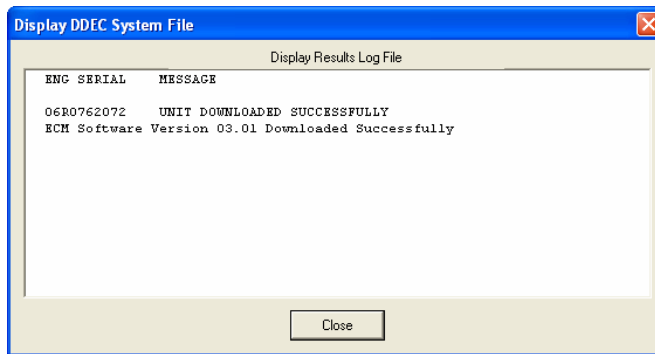 Display DDEC System File
Display Results Log File
ENG SERIAL MESSAGE
06R0762072 UNIT DOWNLOADED SUCCESSFULLY
ECM Software Version 03.01 Downloaded Successfully
Close